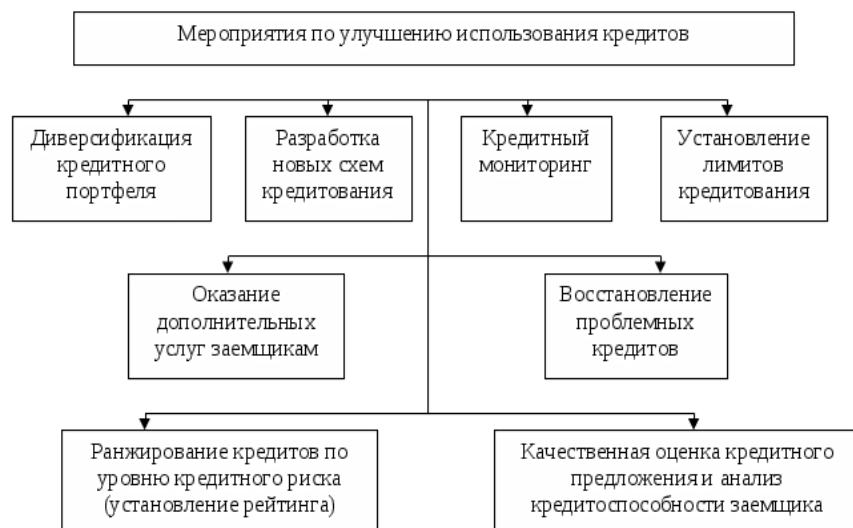 Мероприятия по улучшению использования кредитов
Диверсификация
кредитного
портфеля
Разработка
новых схем
кредитования
Кредитный
мониторинг
Установление
лимитов
кредитования
Оказание
дополнительных
услуг заемщикам
Восстановление
проблемных
кредитов
Ранжирование кредитов по
уровню кредитного риска
(установление рейтинга)
Качественная оценка кредитного
предложения и анализ
кредитоспособности заемщика